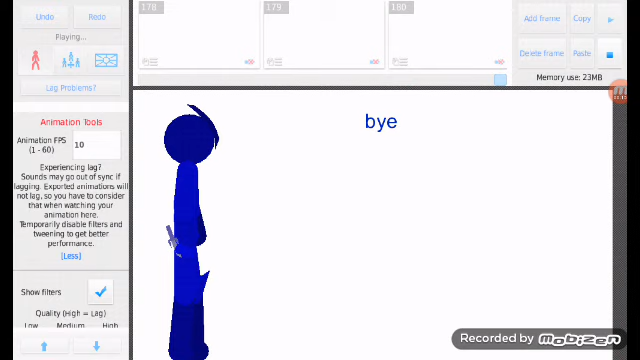 Undo Redo
Playing...
Lag Problems?
Animation Tools
Animation FPS
(1 - 60)
10
Experiencing lag?
Sounds may go out of sync if
lagging. Exported animations will
not lag, so you have to consider
that when watching your
animation here.
Temporarily disable filters and
tweening to get better
performance.
[Less]
Show filters
Quality (High = Lag)
Low Medium High
178 179 180
Add frame Copy
Delete frame Paste
Memory use: 23MB
bye
Recorded by Mobizen